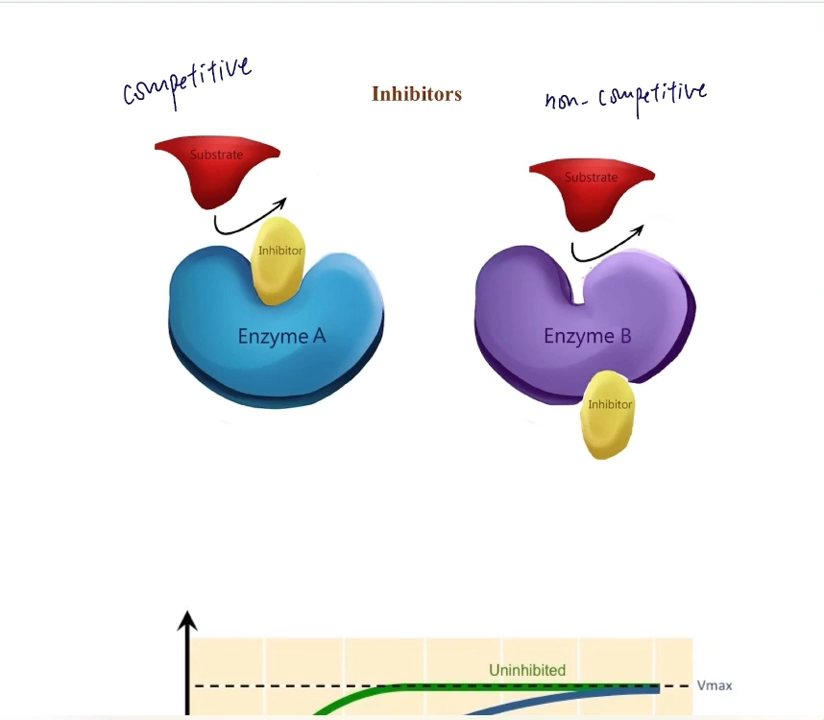 competitive
Inhibitors
non-competitive
Substrate
Substrate
Inhibitor
Enzyme A
Enzyme B
Inhibitor
Uninhibited
Vmax